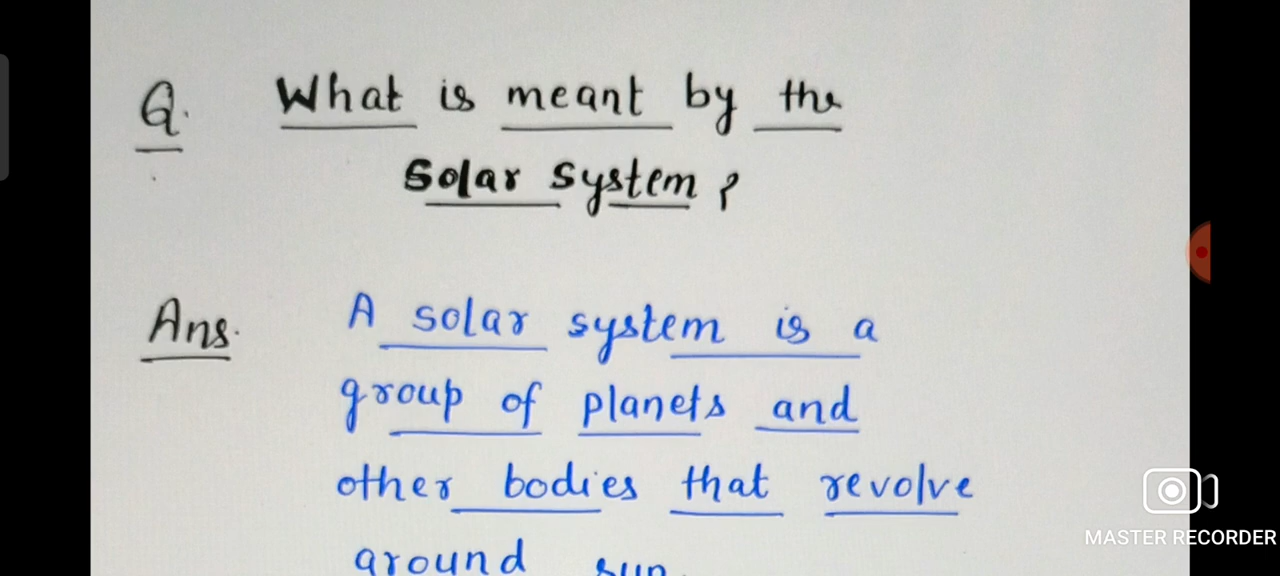 Q. What is meant by the
Solar System ?
Ans. A solar system is a
group of planets and
other bodies that revolve
around sun.
MASTER RECORDER